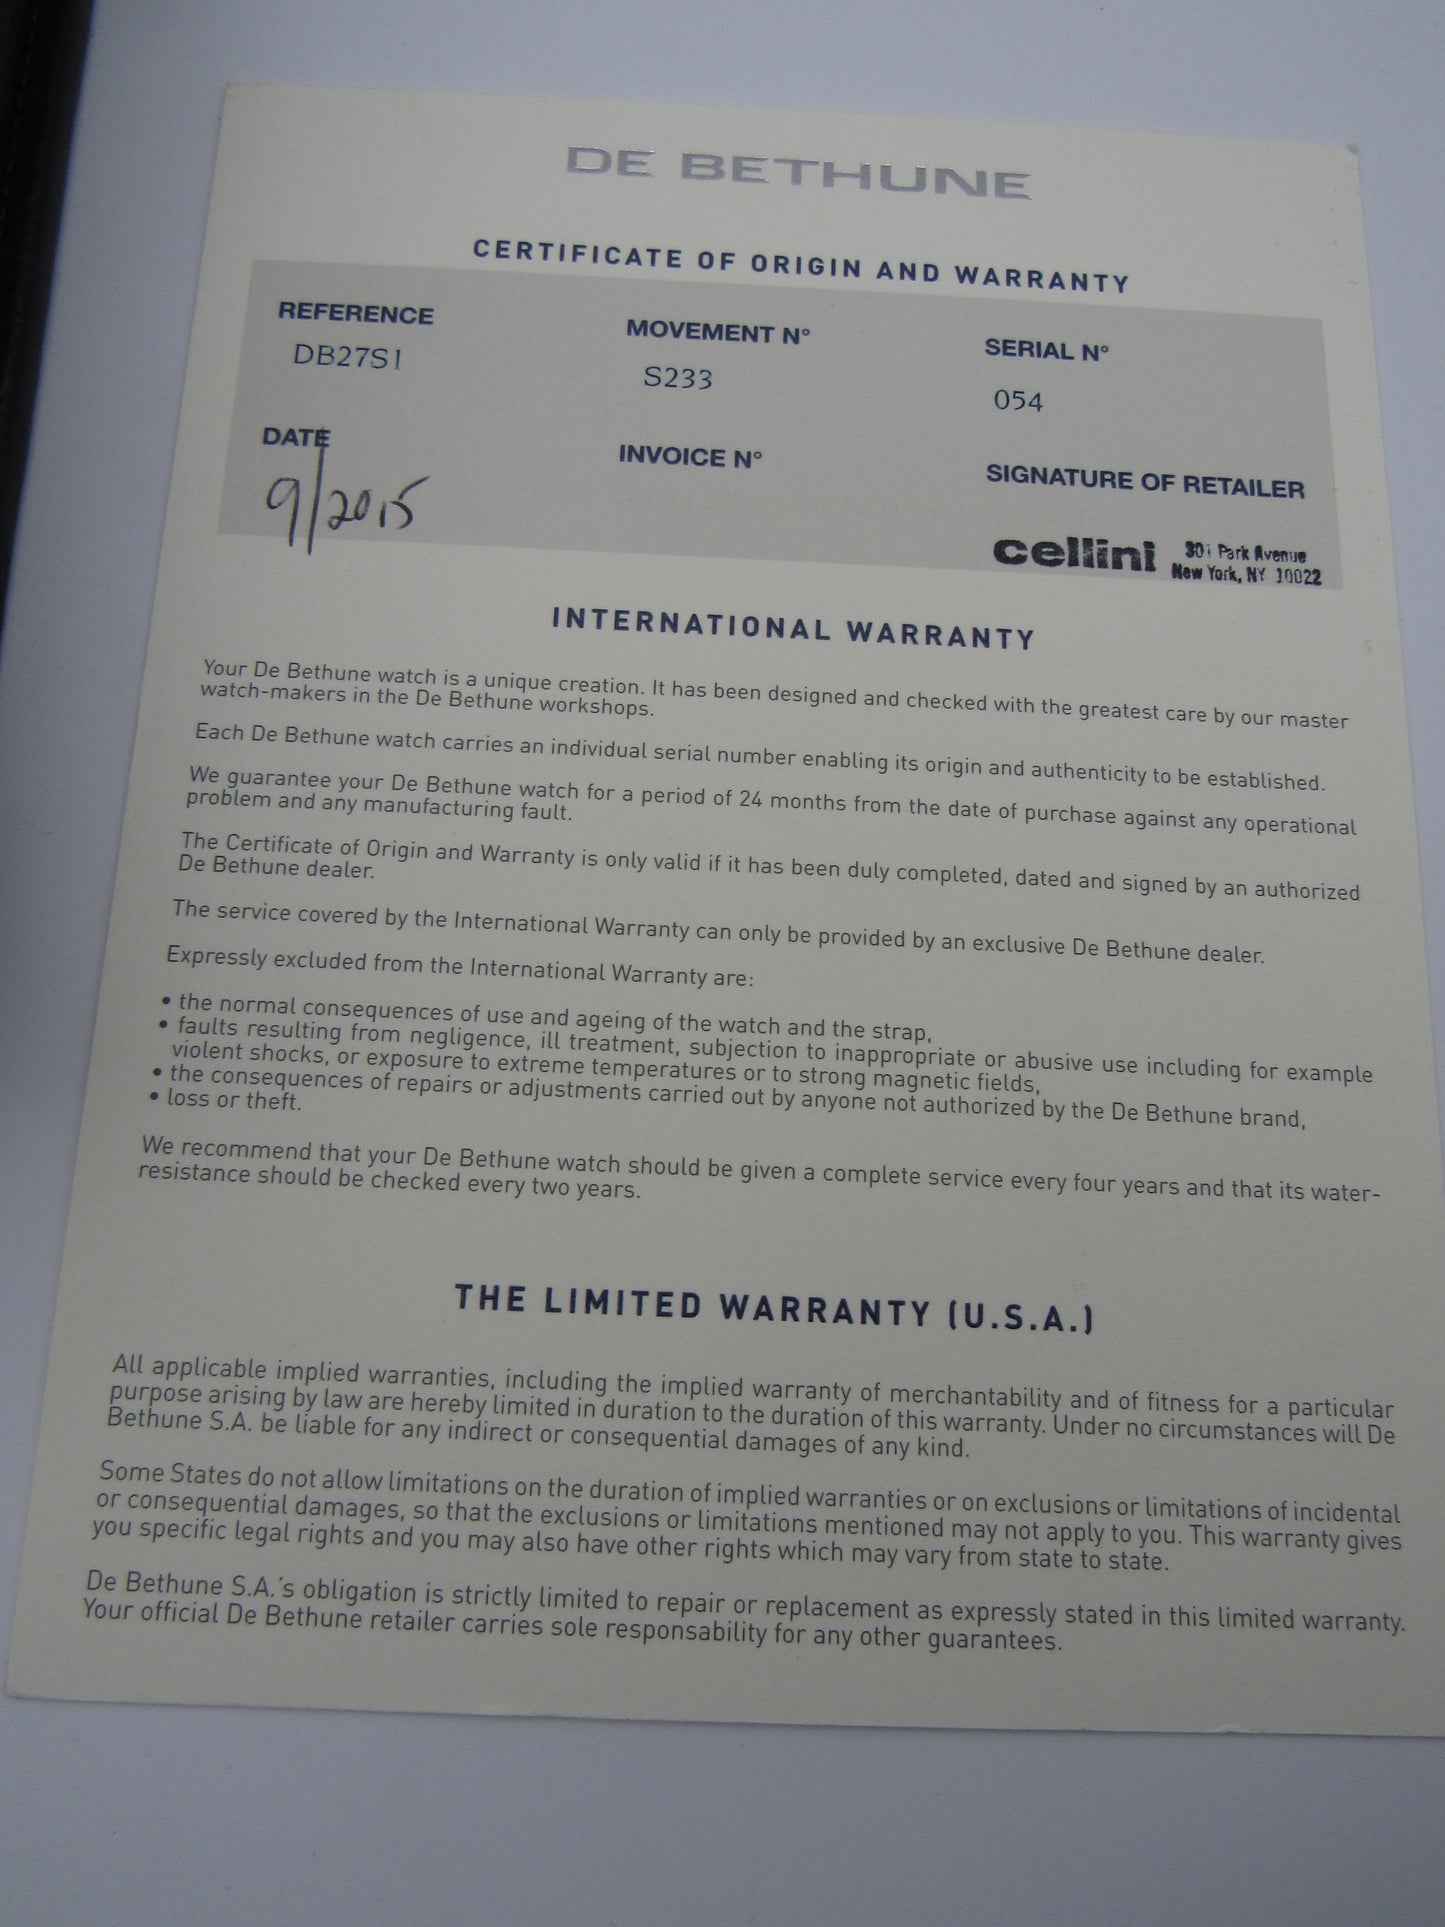 DE BETHUNE
CERTIFICATE OF ORIGIN AND WARRANTY
REFERENCE MOVEMENT N° SERIAL N°
DB27S1 S233 054
DATE INVOICE N° SIGNATURE OF RETAILER
9/2015
cellini 301 Park Avenue
New York, NY 10022
INTERNATIONAL WARRANTY
Your De Bethune watch is a unique creation. It has been designed and checked with the greatest care by our master
watch-makers in the De Bethune workshops.
Each De Bethune watch carries an individual serial number enabling its origin and authenticity to be established.
We guarantee your De Bethune watch for a period of 24 months from the date of purchase against any operational
problem and any manufacturing fault.
The Certificate of Origin and Warranty is only valid if it has been duly completed, dated and signed by an authorized
De Bethune dealer.
The service covered by the International Warranty can only be provided by an exclusive De Bethune dealer.
Expressly excluded from the International Warranty are:
• the normal consequences of use and ageing of the watch and the strap,
• faults resulting from negligence, ill treatment, subjection to inappropriate or abusive use including for example
violent shocks, or exposure to extreme temperatures or to strong magnetic fields,
• the consequences of repairs or adjustments carried out by anyone not authorized by the De Bethune brand,
• loss or theft.
We recommend that your De Bethune watch should be given a complete service every four years and that its water-
resistance should be checked every two years.
THE LIMITED WARRANTY (U.S.A.)
All applicable implied warranties, including the implied warranty of merchantability and of fitness for a particular
purpose arising by law are hereby limited in duration to the duration of this warranty. Under no circumstances will De
Bethune S.A. be liable for any indirect or consequential damages of any kind.
Some States do not allow limitations on the duration of implied warranties or on exclusions or limitations of incidental
or consequential damages, so that the exclusions or limitations mentioned may not apply to you. This warranty gives
you specific legal rights and you may also have other rights which may vary from state to state.
De Bethune S.A.'s obligation is strictly limited to repair or replacement as expressly stated in this limited warranty.
Your official De Bethune retailer carries sole responsability for any other guarantees.